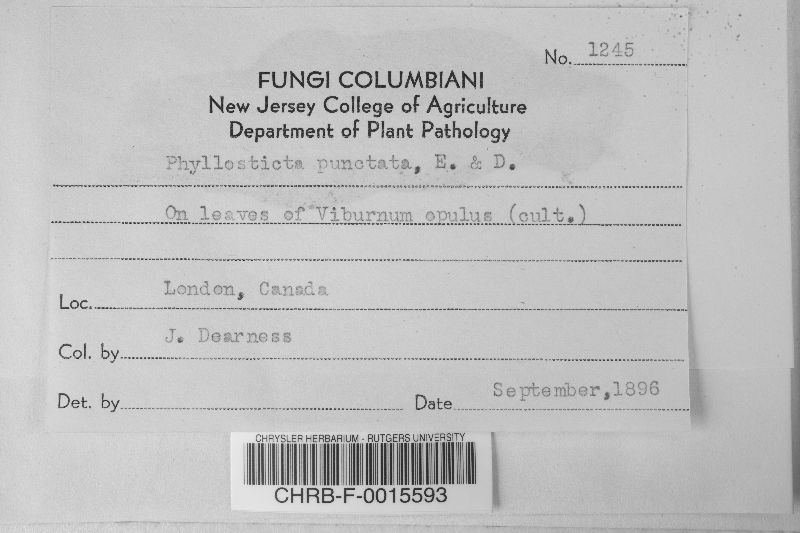 No. 1245
FUNGI COLUMBIANI
New Jersey College of Agriculture
Department of Plant Pathology
Phyllosticta punctata, E. & D.
On leaves of Viburnum opulus (cult.)
Loc. London, Canada
Col. by J. Dearness
Det. by
Date September, 1896
CHRYSLER HERBARIUM - RUTGERS UNIVERSITY
CHRB-F-0015593